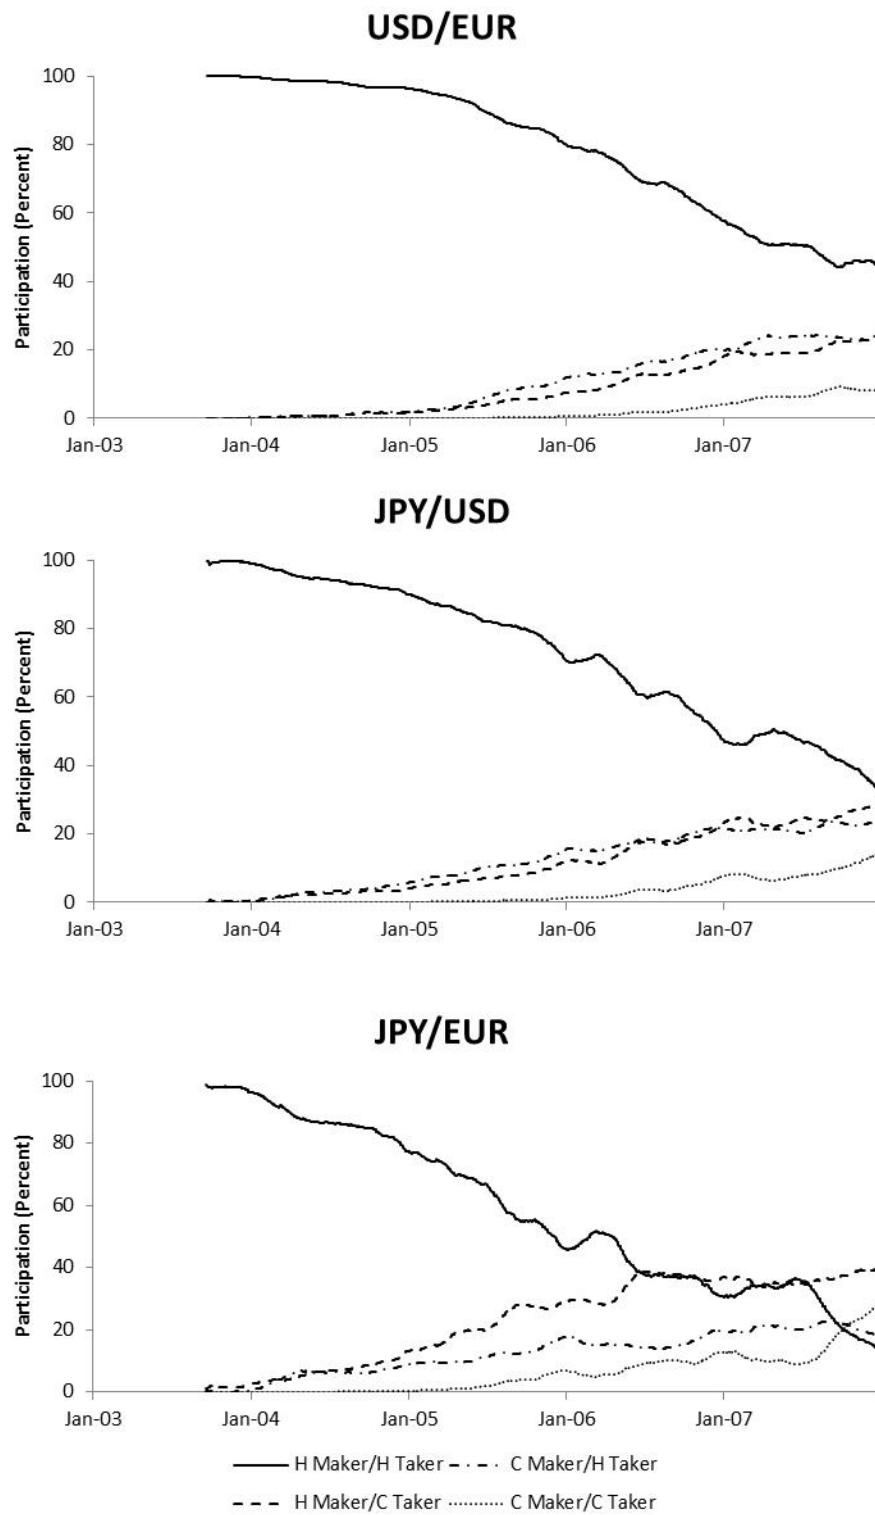 USD/EUR
Participation (Percent)
100
80
60
40
20
0
Jan-03 Jan-04 Jan-05 Jan-06 Jan-07
JPY/USD
Participation (Percent)
100
80
60
40
20
0
Jan-03 Jan-04 Jan-05 Jan-06 Jan-07
JPY/EUR
Participation (Percent)
100
80
60
40
20
0
Jan-03 Jan-04 Jan-05 Jan-06 Jan-07
H Maker/H Taker C Maker/H Taker
H Maker/C Taker C Maker/C Taker